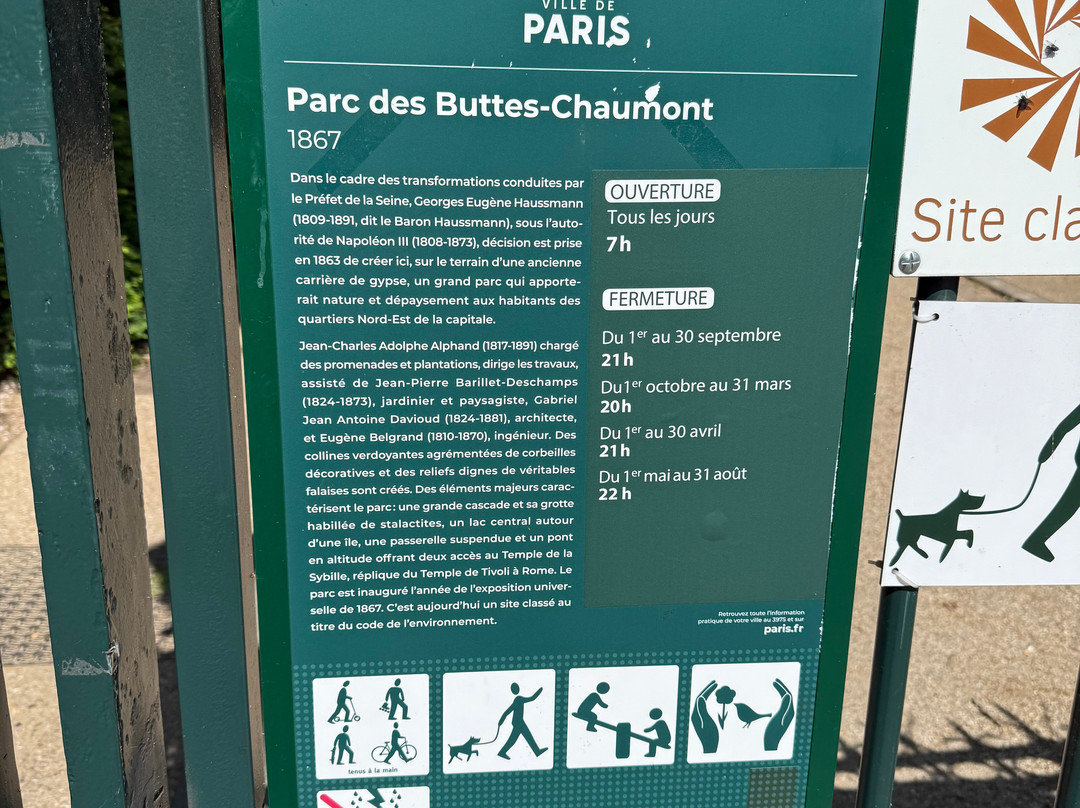 VILLE DE
PARIS
Parc des Buttes-Chaumont
1867
Dans le cadre des transformations conduites par
le Préfet de la Seine, Georges Eugène Haussmann
(1809-1891, dit le Baron Haussmann), sous l'auto-
rité de Napoléon III (1808-1873), décision est prise
en 1863 de créer ici, sur le terrain d'une ancienne
carrière de gypse, un grand parc qui apporte-
rait nature et dépaysement aux habitants des
quartiers Nord-Est de la capitale.
Jean-Charles Adolphe Alphand (1817-1891) chargé
des promenades et plantations, dirige les travaux,
assisté de Jean-Pierre Barillet-Deschamps
(1824-1873), jardinier et paysagiste, Gabriel
Jean Antoine Davioud (1824-1881), architecte,
et Eugène Belgrand (1810-1870), ingénieur. Des
collines verdoyantes agrémentées de corbeilles
décoratives et des reliefs dignes de véritables
falaises sont créés. Des éléments majeurs carac-
térisent le parc : une grande cascade et sa grotte
habillée de stalactites, un lac central autour
d'une île, une passerelle suspendue et un pont
en altitude offrant deux accès au Temple de la
Sybille, réplique du Temple de Tivoli à Rome. Le
parc est inauguré l'année de l'exposition univer-
selle de 1867. C'est aujourd'hui un site classé au
titre du code de l'environnement.
OUVERTURE
Tous les jours
7h
FERMETURE
Du 1er au 30 septembre
21h
Du 1er octobre au 31 mars
20h
Du 1er au 30 avril
21h
Du 1er mai au 31 août
22 h
Retrouvez toute l'information
pratique de votre ville au 3975 et sur
paris.fr
tenus à la main
Site cla